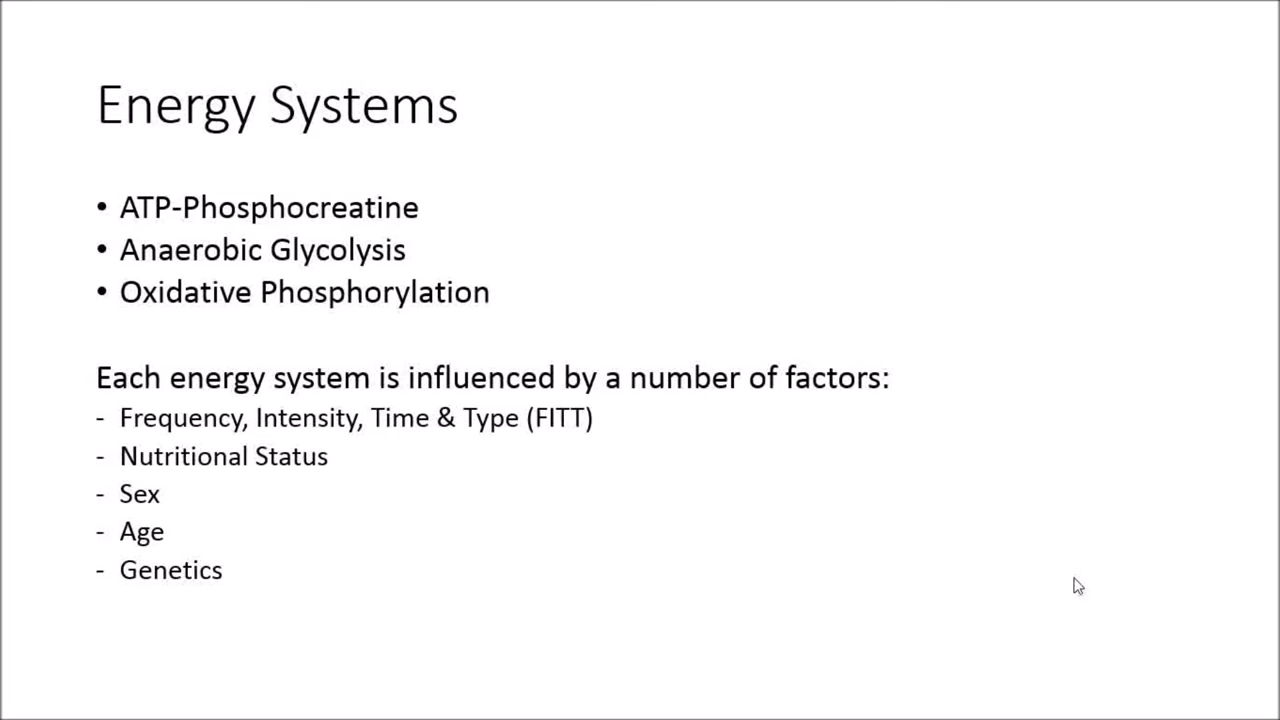 Energy Systems
• ATP-Phosphocreatine
• Anaerobic Glycolysis
• Oxidative Phosphorylation
Each energy system is influenced by a number of factors:
- Frequency, Intensity, Time & Type (FITT)
- Nutritional Status
- Sex
- Age
- Genetics